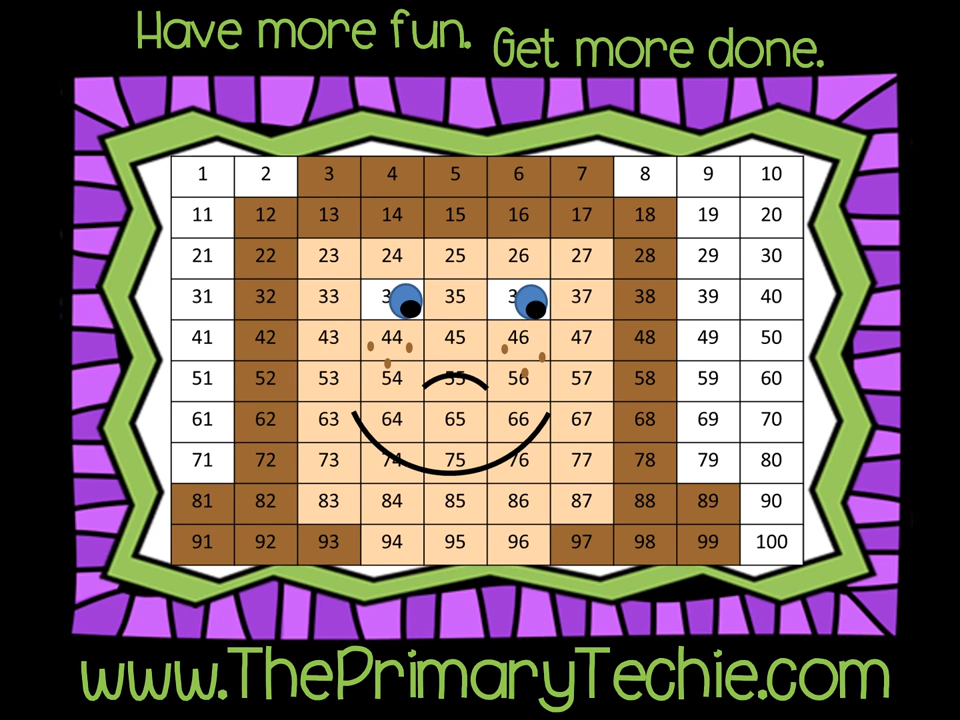 Have more fun. Get more done.
1 2 3 4 5 6 7 8 9 10
11 12 13 14 15 16 17 18 19 20
21 22 23 24 25 26 27 28 29 30
31 32 33 35 37 38 39 40
41 42 43 44 45 46 47 48 49 50
51 52 53 54 55 56 57 58 59 60
61 62 63 64 65 66 67 68 69 70
71 72 73 74 75 76 77 78 79 80
81 82 83 84 85 86 87 88 89 90
91 92 93 94 95 96 97 98 99 100
www.ThePrimaryTechie.com